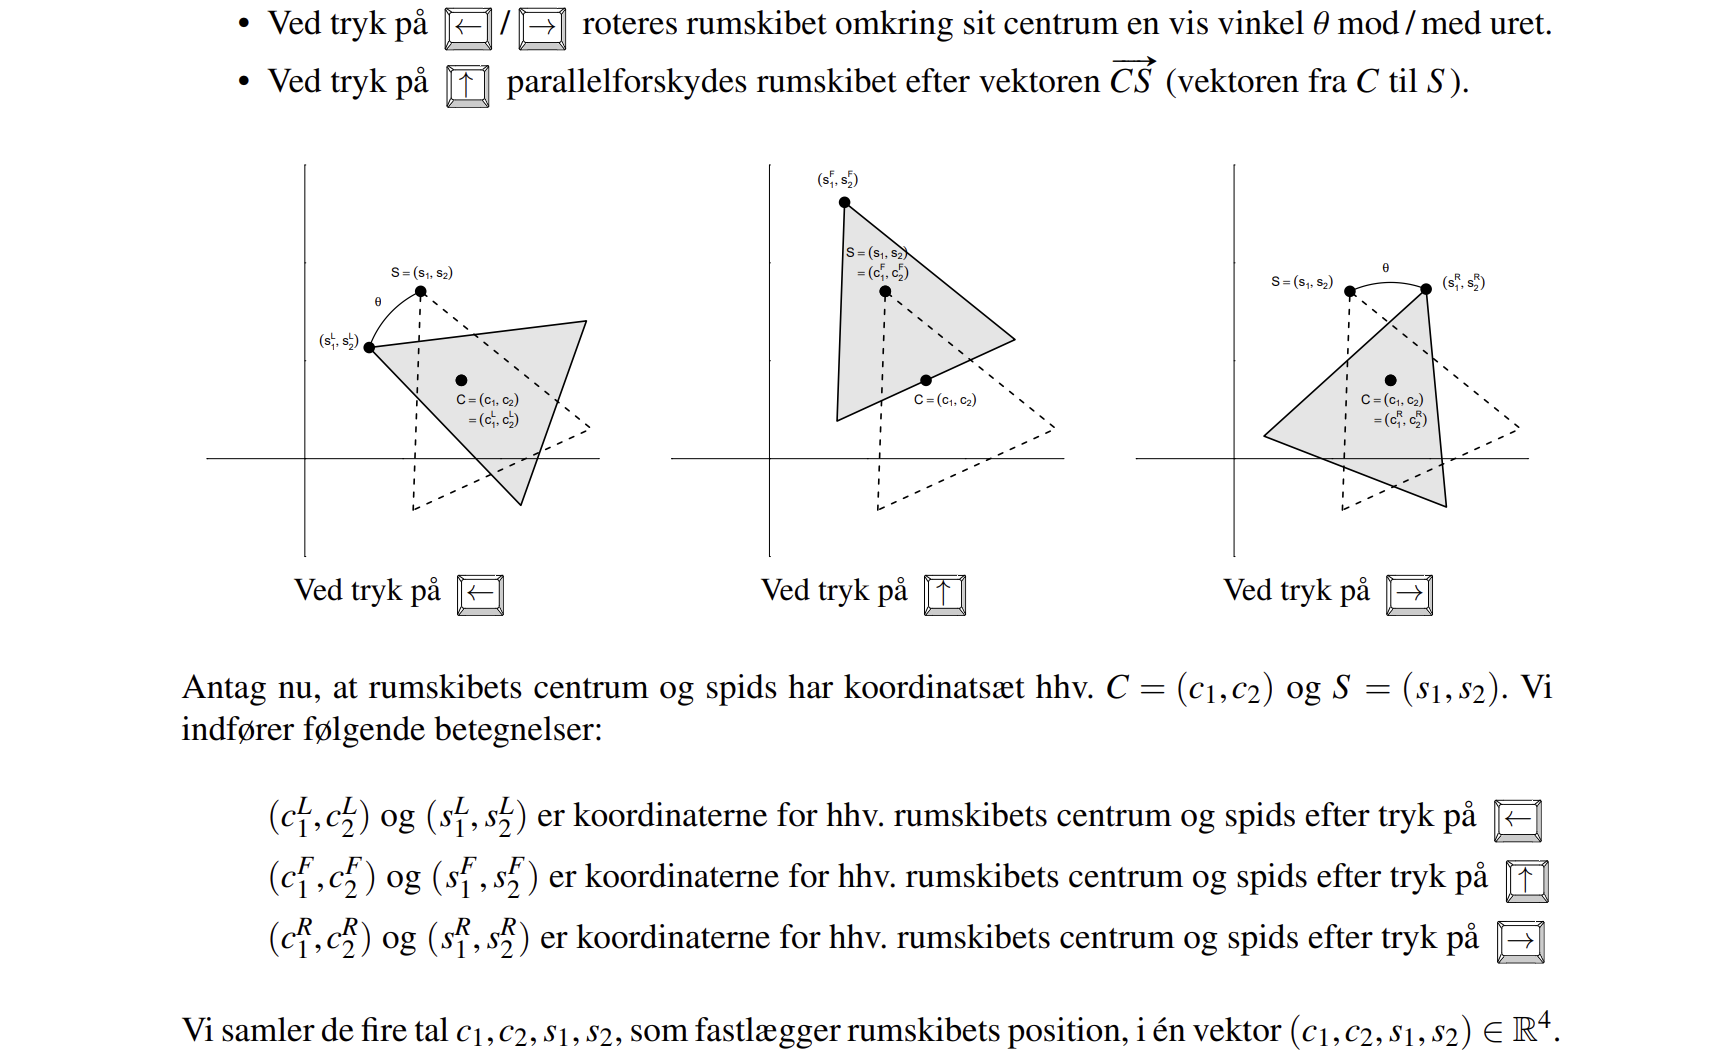 • Ved tryk på ← / → roteres rumskibet omkring sit centrum en vis vinkel θ mod / med uret.
• Ved tryk på ↑ parallelforskydes rumskibet efter vektoren $\overrightarrow{CS}$ (vektoren fra C til S).
S = (s₁, s₂)
θ
(s₁ᴸ, s₂ᴸ)
C = (c₁, c₂)
= (c₁ᴸ, c₂ᴸ)
Ved tryk på ←
(s₁ᶠ, s₂ᶠ)
S = (s₁, s₂)
= (c₁ᶠ, c₂ᶠ)
C = (c₁, c₂)
Ved tryk på ↑
θ
S = (s₁, s₂)
(s₁ᴿ, s₂ᴿ)
C = (c₁, c₂)
= (c₁ᴿ, c₂ᴿ)
Ved tryk på →
Antag nu, at rumskibets centrum og spids har koordinatsæt hhv. C = (c₁, c₂) og S = (s₁, s₂). Vi
indfører følgende betegnelser:
(c₁ᴸ, c₂ᴸ) og (s₁ᴸ, s₂ᴸ) er koordinaterne for hhv. rumskibets centrum og spids efter tryk på ←
(c₁ᶠ, c₂ᶠ) og (s₁ᶠ, s₂ᶠ) er koordinaterne for hhv. rumskibets centrum og spids efter tryk på ↑
(c₁ᴿ, c₂ᴿ) og (s₁ᴿ, s₂ᴿ) er koordinaterne for hhv. rumskibets centrum og spids efter tryk på →
Vi samler de fire tal c₁, c₂, s₁, s₂, som fastlægger rumskibets position, i én vektor (c₁, c₂, s₁, s₂) ∈ ℝ⁴.